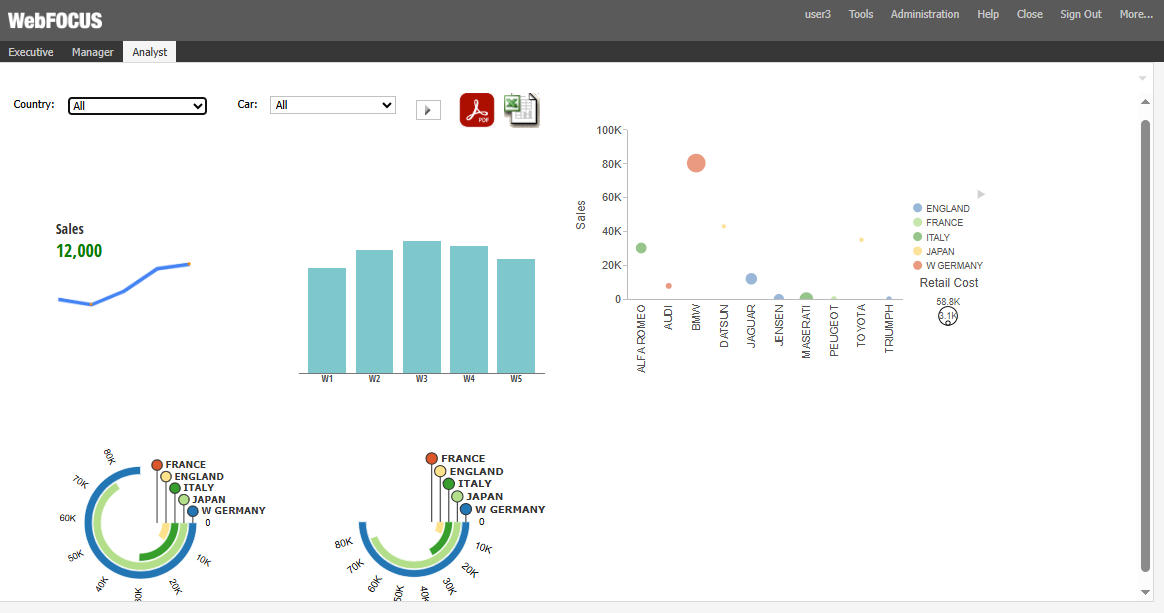 WebFOCUS
user3 Tools Administration Help Close Sign Out More...
Executive Manager Analyst
Country: All Car: All
PDF
Sales
12,000
W1 W2 W3 W4 W5
100K
80K
60K
40K
20K
0
Sales
ALFA ROMEO
AUDI
BMW
DATSUN
JAGUAR
JENSEN
MASERATI
PEUGEOT
TOYOTA
TRIUMPH
ENGLAND
FRANCE
ITALY
JAPAN
W GERMANY
Retail Cost
58.8K
3.1K
FRANCE
ENGLAND
ITALY
JAPAN
W GERMANY
0
10K
20K
30K
40K
50K
60K
70K
80K
FRANCE
ENGLAND
ITALY
JAPAN
W GERMANY
0
10K
20K
30K
40K
50K
60K
70K
80K